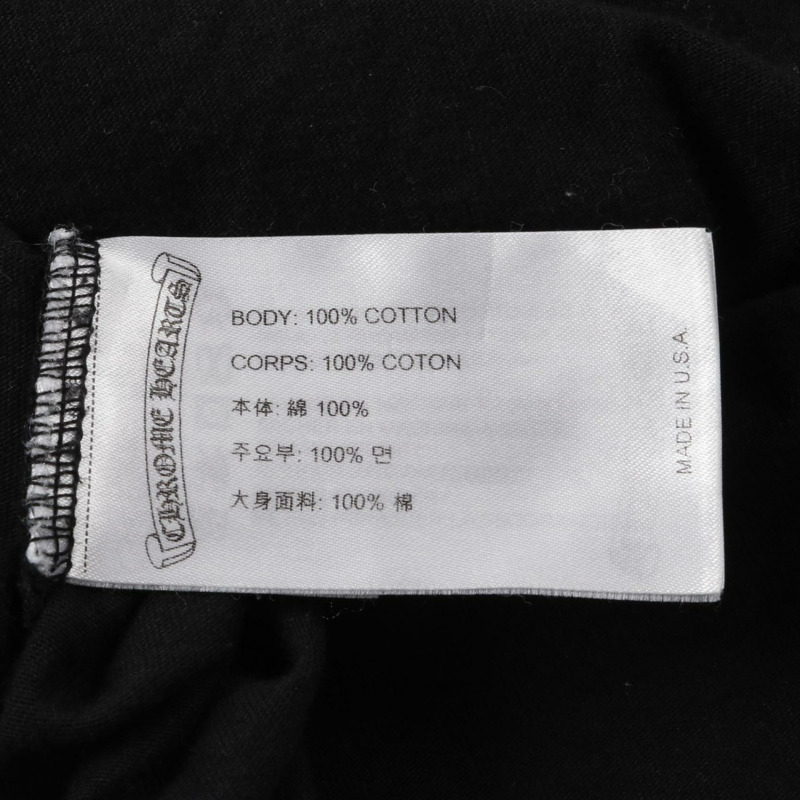 CHROME HEARTS
BODY: 100% COTTON
CORPS: 100% COTON
本体: 綿 100%
주요부: 100% 면
大身面料: 100% 棉
MADE IN U.S.A.